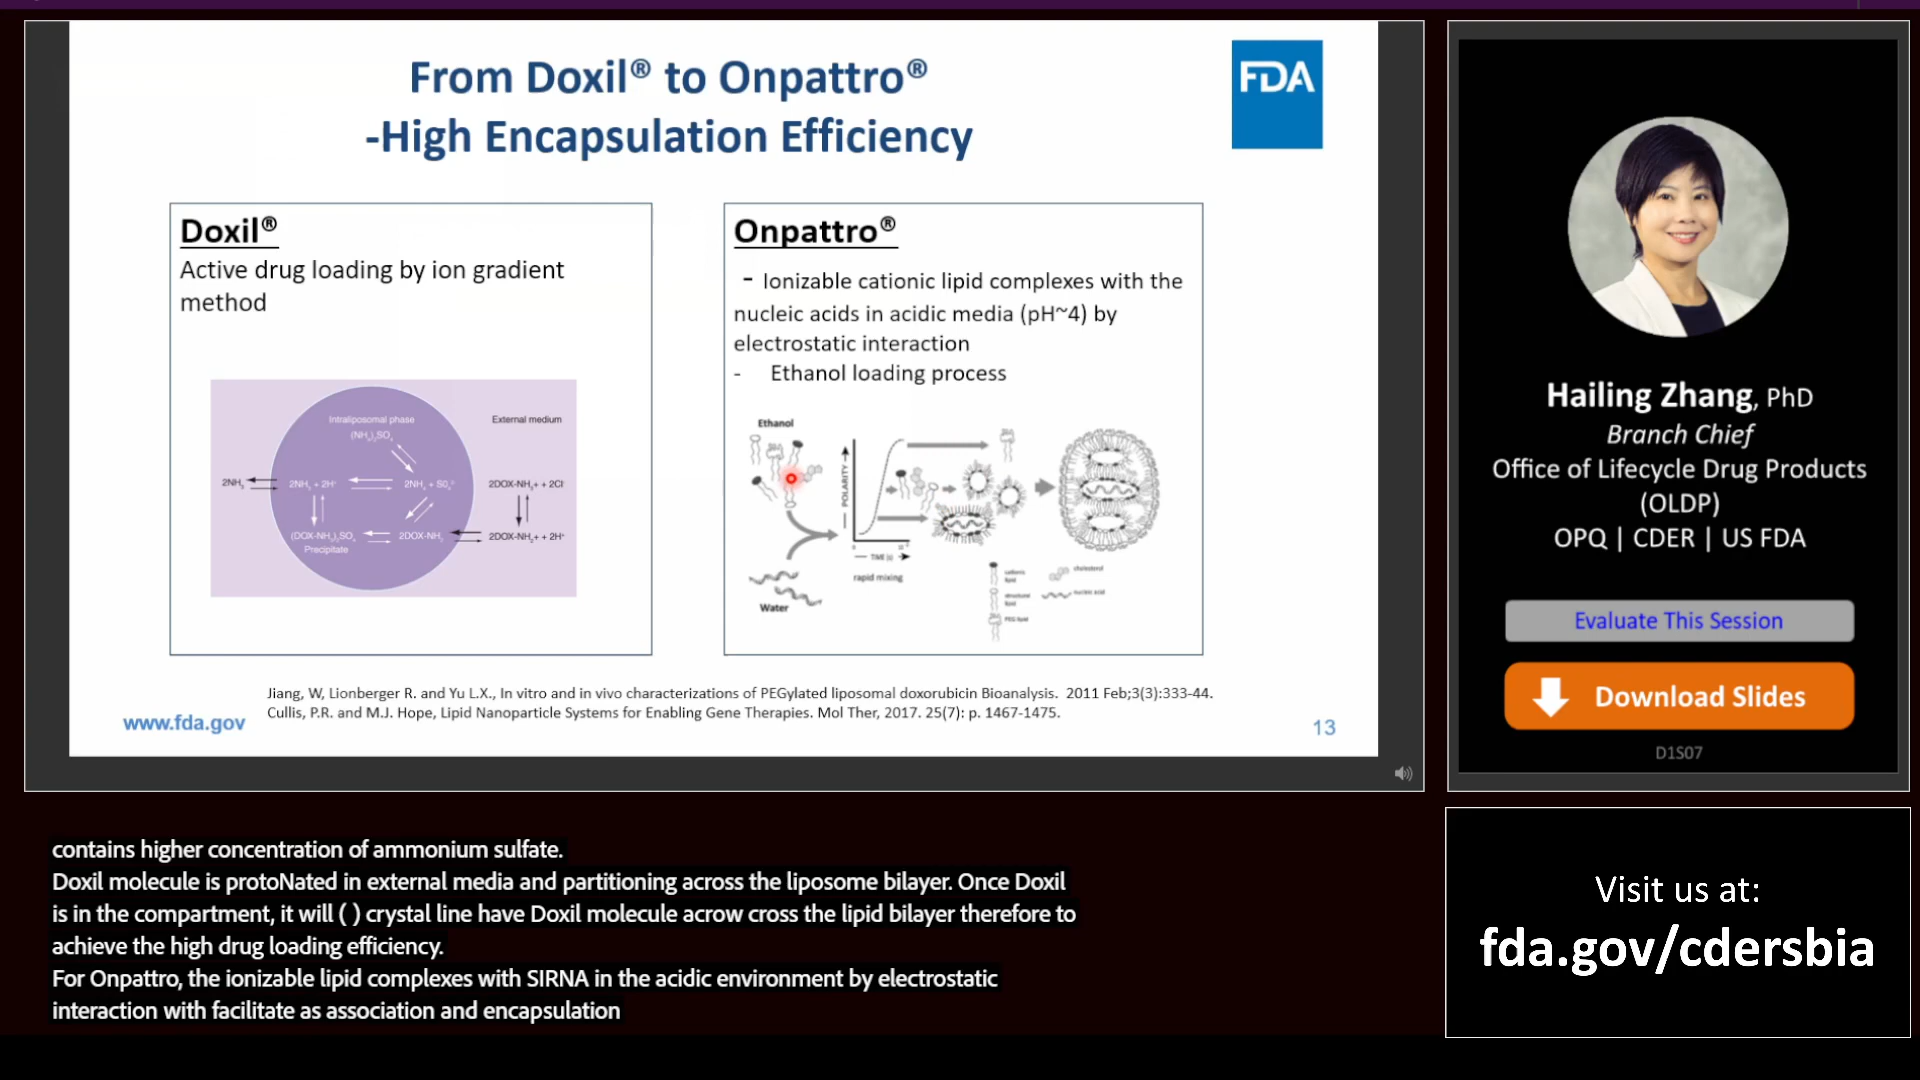 From Doxil® to Onpattro®
-High Encapsulation Efficiency
FDA
Doxil®
Active drug loading by ion gradient
method
Intraliposomal phase
(NH₄)₂SO₄
External medium
2NH₃
2NH₃ + 2H⁺
2DOX-NH₃+ + 2Cl
(DOX-NH₃)₂SO₄
Precipitate
2DOX-NH₂
2DOX-NH₂+ + 2H⁺
Onpattro®
- Ionizable cationic lipid complexes with the
nucleic acids in acidic media (pH~4) by
electrostatic interaction
- Ethanol loading process
Ethanol
POLARITY
TIME (s)
rapid mixing
Water
cationic
lipid
cholesterol
structural
lipid
nucleic acid
PEG lipid
Jiang, W, Lionberger R. and Yu L.X., In vitro and in vivo characterizations of PEGylated liposomal doxorubicin Bioanalysis. 2011 Feb;3(3):333-44.
Cullis, P.R. and M.J. Hope, Lipid Nanoparticle Systems for Enabling Gene Therapies. Mol Ther, 2017. 25(7): p. 1467-1475.
www.fda.gov
13
Hailing Zhang, PhD
Branch Chief
Office of Lifecycle Drug Products
(OLDP)
OPQ | CDER | US FDA
Evaluate This Session
Download Slides
D1S07
contains higher concentration of ammonium sulfate.
Doxil molecule is protoNated in external media and partitioning across the liposome bilayer. Once Doxil
is in the compartment, it will ( ) crystal line have Doxil molecule acrow cross the lipid bilayer therefore to
achieve the high drug loading efficiency.
For Onpattro, the ionizable lipid complexes with SIRNA in the acidic environment by electrostatic
interaction with facilitate as association and encapsulation
Visit us at:
fda.gov/cdersbia